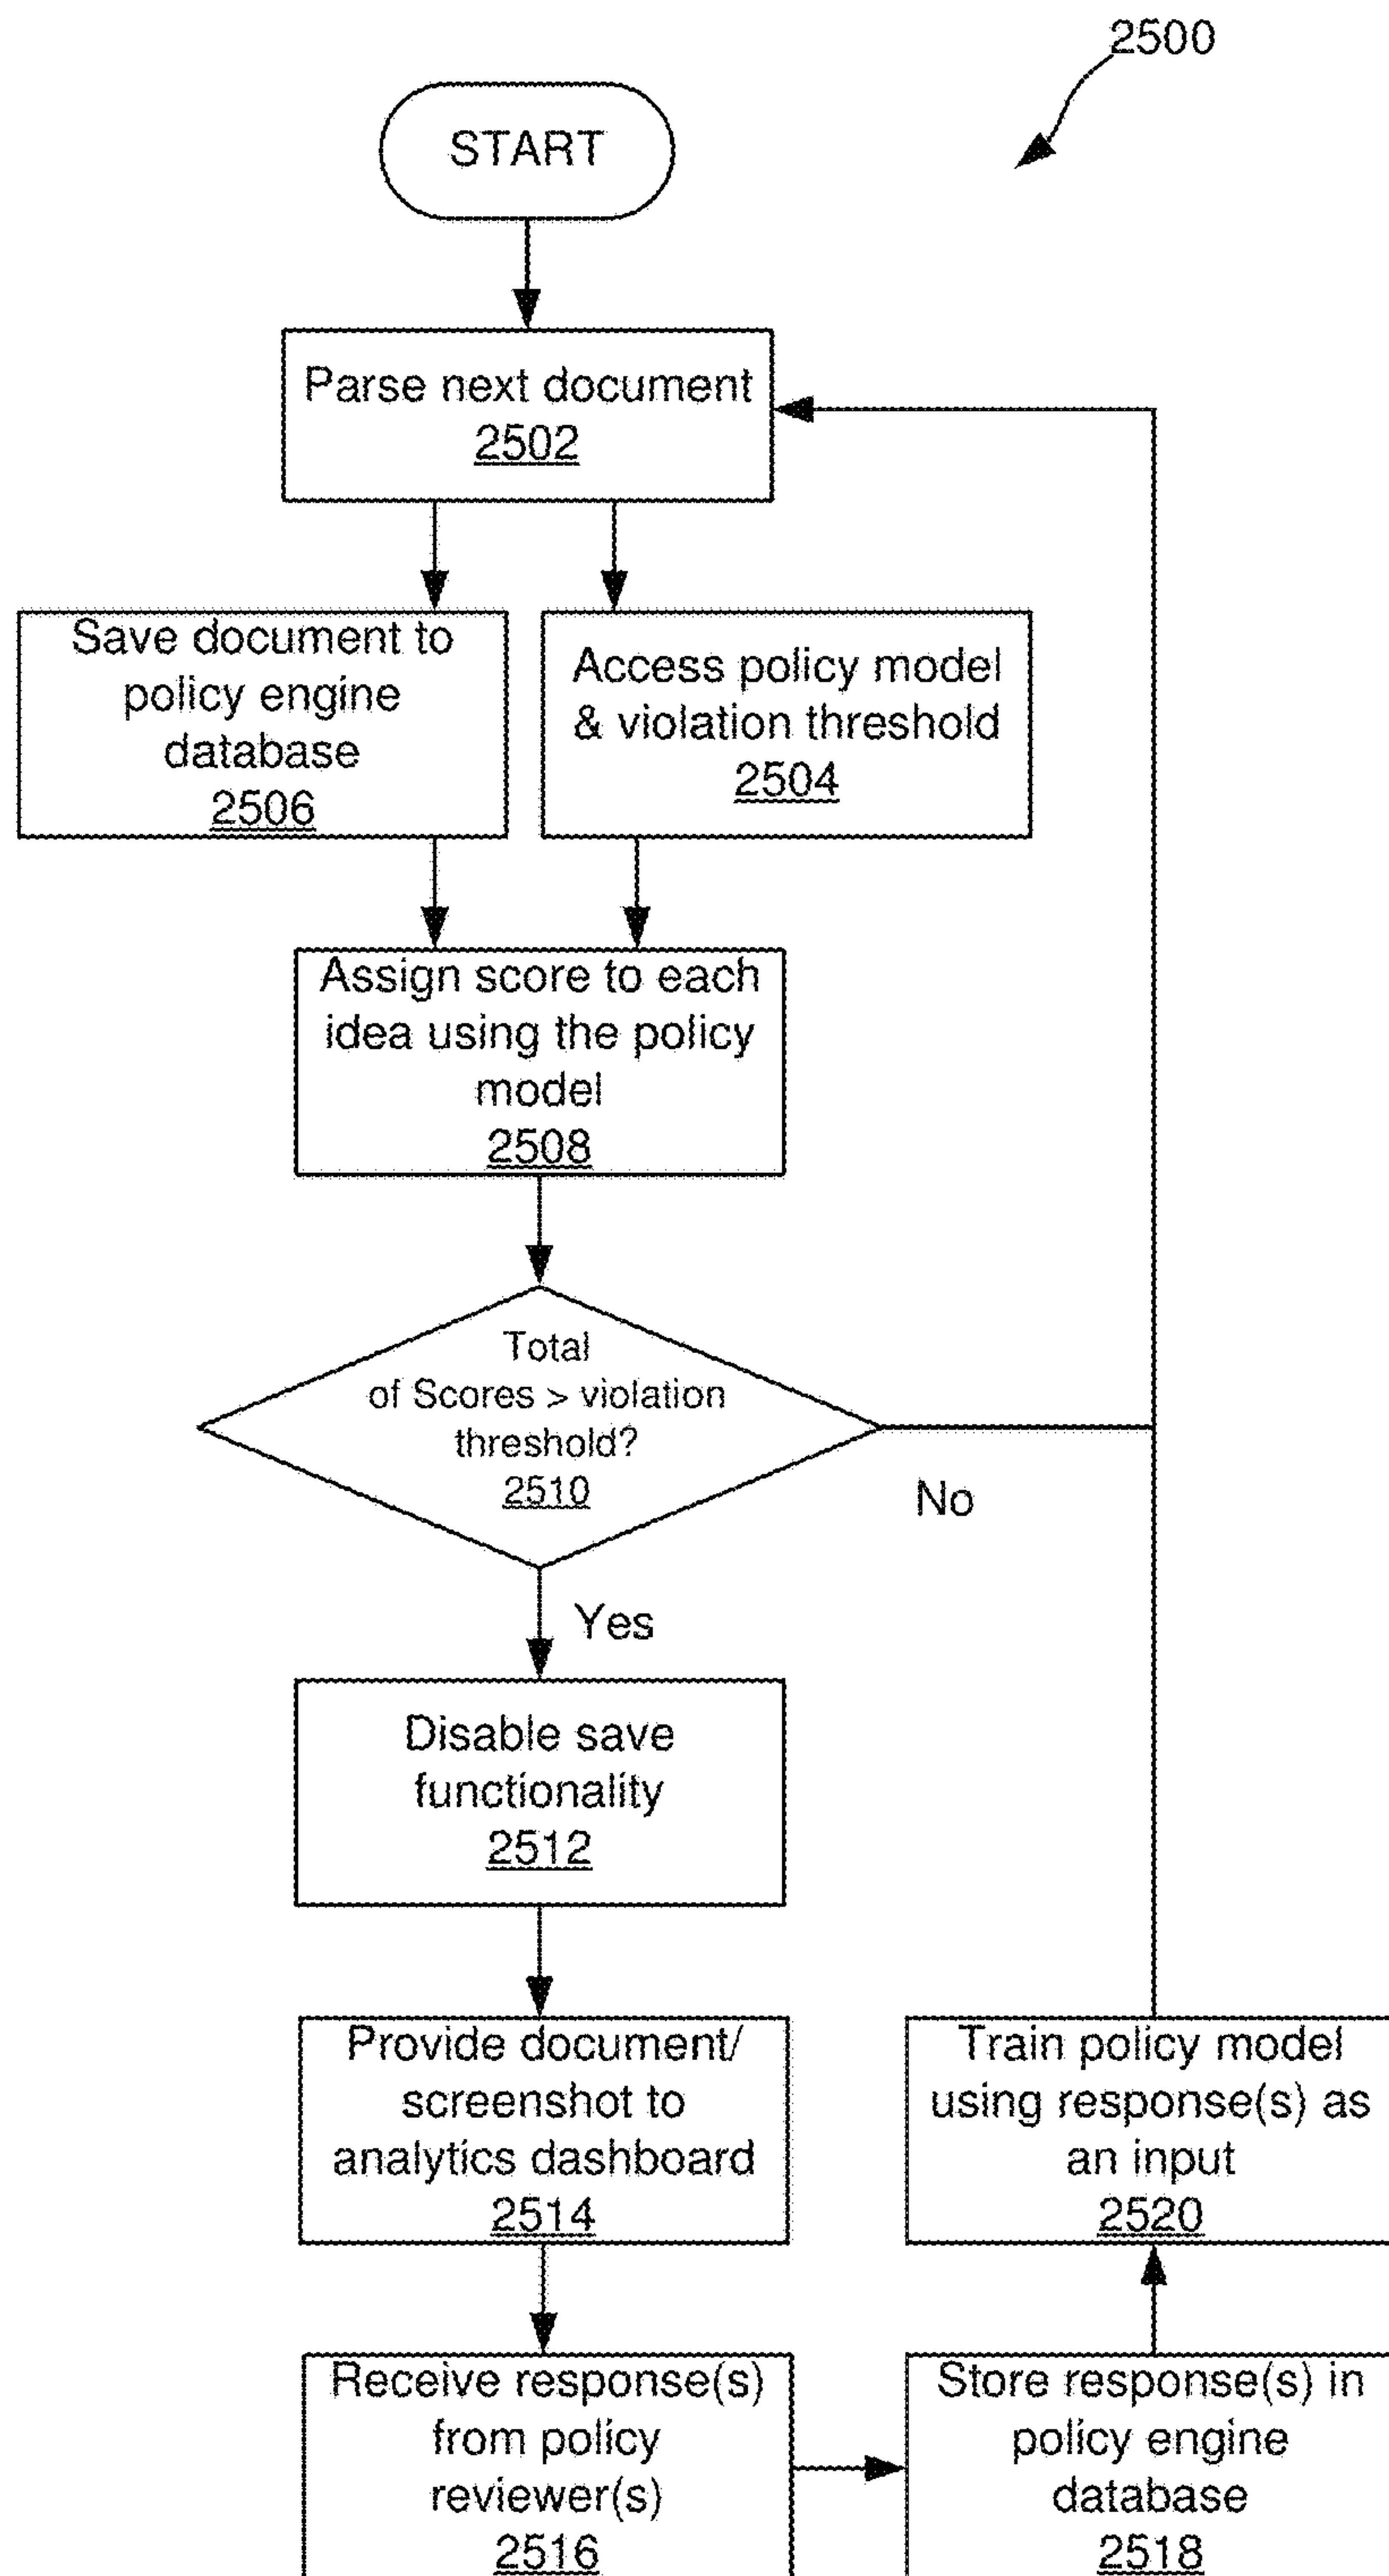 2500
START
Parse next document
2502
Save document to
policy engine
database
2506
Access policy model
& violation threshold
2504
Assign score to each
idea using the policy
model
2508
Total
of Scores > violation
threshold?
2510
No
Yes
Disable save
functionality
2512
Provide document/
screenshot to
analytics dashboard
2514
Train policy model
using response(s) as
an input
2520
Receive response(s)
from policy
reviewer(s)
2516
Store response(s) in
policy engine
database
2518